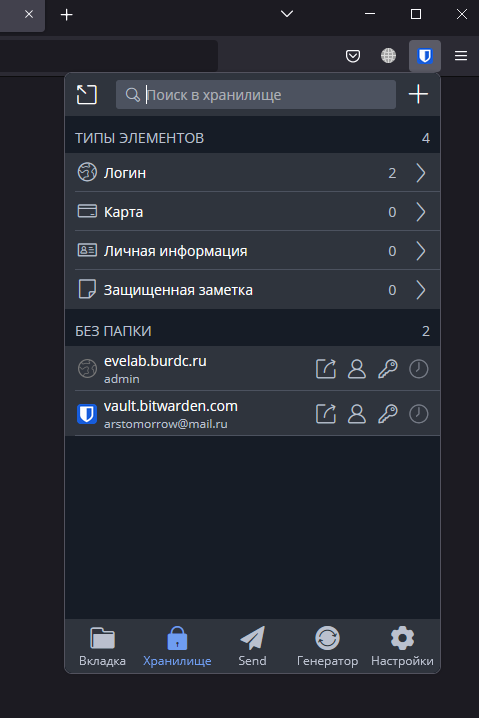 Поиск в хранилище
ТИПЫ ЭЛЕМЕНТОВ 4
Логин 2
Карта 0
Личная информация 0
Защищенная заметка 0
БЕЗ ПАПКИ 2
evelab.burdc.ru
admin
vault.bitwarden.com
arstomorrow@mail.ru
Вкладка Хранилище Send Генератор Настройки